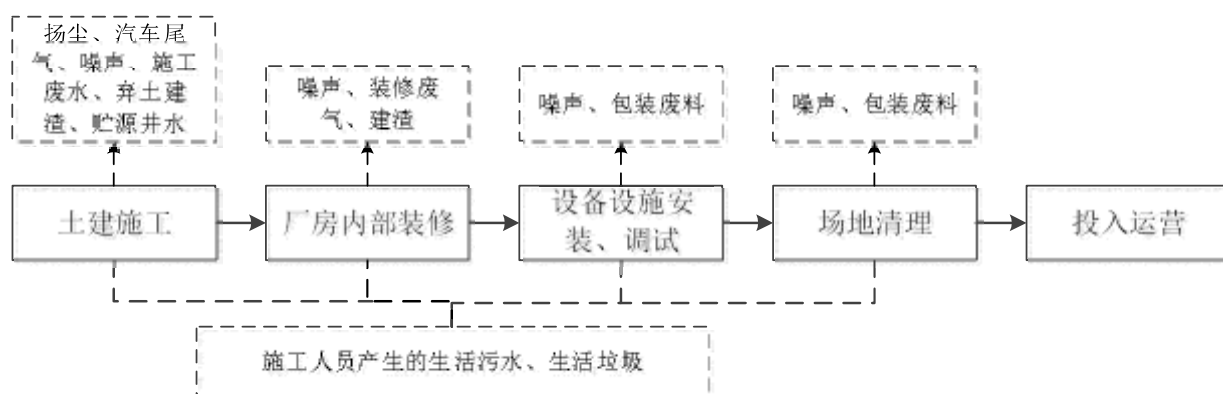 扬尘、汽车尾
气、噪声、施工
废水、弃土建
渣、贮源井水
噪声、装修废
气、建渣
噪声、包装废料
噪声、包装废料
土建施工
厂房内部装修
设备设施安
装、调试
场地清理
投入运营
施工人员产生的生活污水、生活垃圾